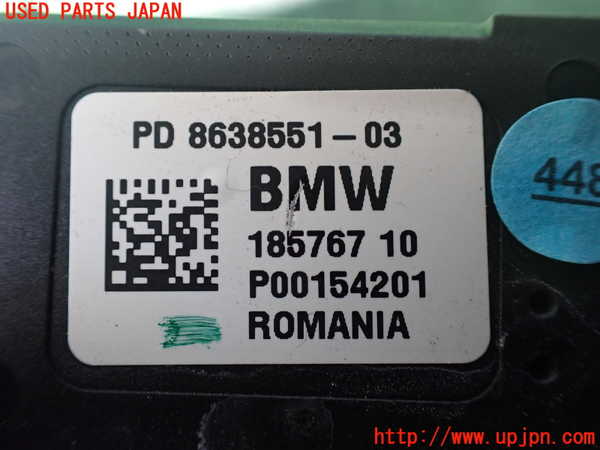 USED PARTS JAPAN
PD 8638551-03
BMW
185767 10
P00154201
ROMANIA
448
http://www.upjpn.com